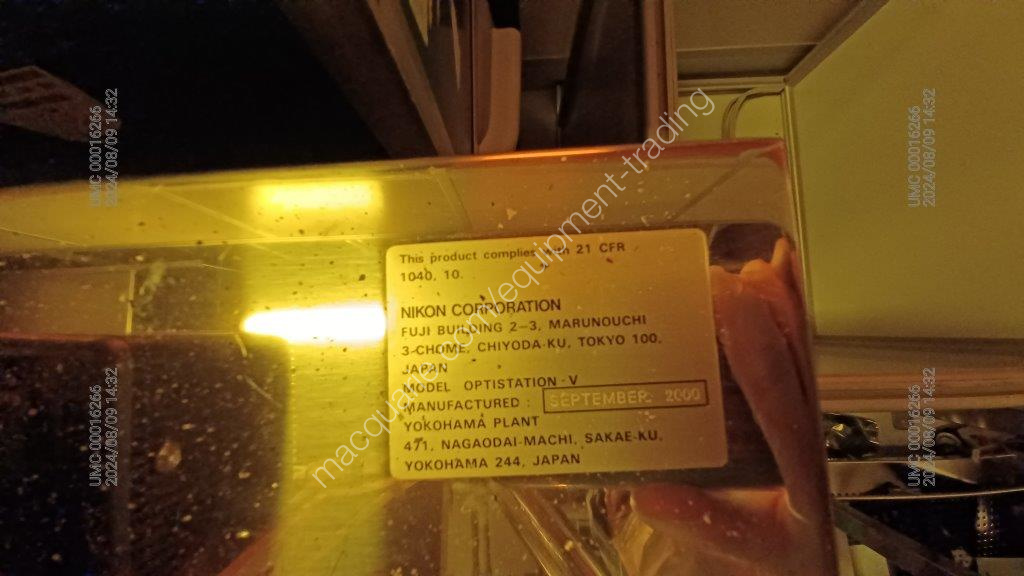 This product complies with 21 CFR
1040, 10.
NIKON CORPORATION
FUJI BUILDING 2-3, MARUNOUCHI
3-CHOME, CHIYODA-KU, TOKYO 100,
JAPAN
MODEL OPTISTATION-V
MANUFACTURED : SEPTEMBER 2000
YOKOHAMA PLANT
471, NAGAODAI-MACHI, SAKAE-KU,
YOKOHAMA 244, JAPAN
macquarie.com/equipment-trading
UMC 00016266
2024/08/09 14:32
UMC 00016266
2024/08/09 14:32
UMC 00016266
2024/08/09 14:32
UMC 00016266
2024/08/09 14:32